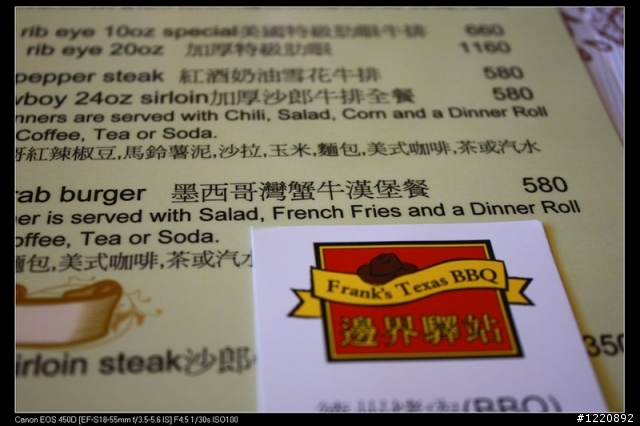 rib eye 10oz special美國特級肋眼牛排 660
rib eye 20oz 加厚特級肋眼 1160
pepper steak 紅酒奶油雪花牛排 580
wboy 24oz sirloin加厚沙郎牛排全餐 580
nners are served with Chili, Salad, Corn and a Dinner Roll
Coffee, Tea or Soda.
哥紅辣椒豆,馬鈴薯泥,沙拉,玉米,麵包,美式咖啡,茶或汽水
rab burger 墨西哥灣蟹牛漢堡餐 580
er is served with Salad, French Fries and a Dinner Roll
offee, Tea or Soda.
麵包,美式咖啡,茶或汽水
Frank's Texas BBQ
邊界驛站
irloin steak沙郎 350
(BBQ)
Canon EOS 450D [EF-S18-55mm f/3.5-5.6 IS] F4.5 1/30s ISO100
#1220892